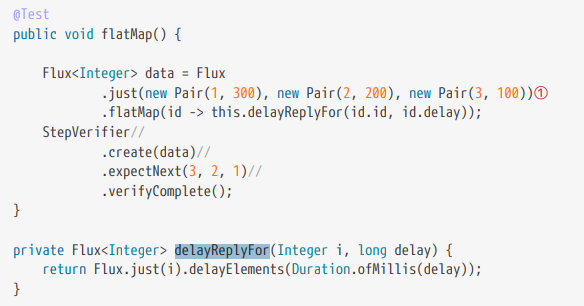 @Test
public void flatMap() {
Flux<Integer> data = Flux
.just(new Pair(1, 300), new Pair(2, 200), new Pair(3, 100))①
.flatMap(id -> this.delayReplyFor(id.id, id.delay));
StepVerifier//
.create(data)//
.expectNext(3, 2, 1)//
.verifyComplete();
}
private Flux<Integer> delayReplyFor(Integer i, long delay) {
return Flux.just(i).delayElements(Duration.ofMillis(delay));
}